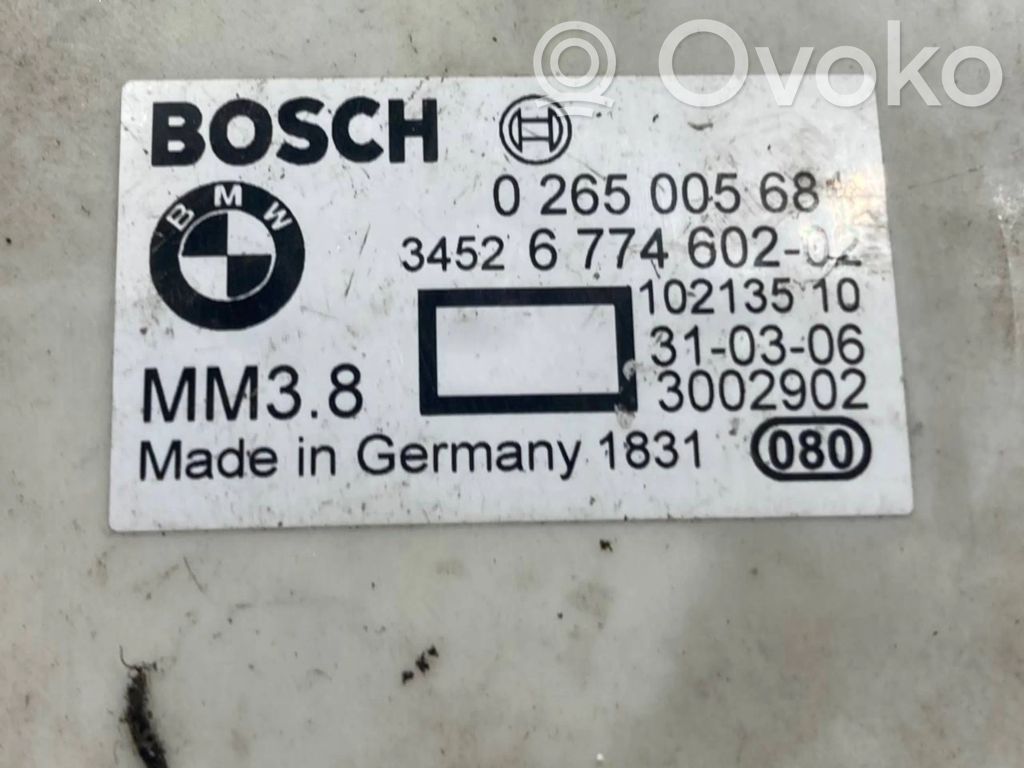 Ovoko
BOSCH
BMW
0 265 005 68
3452 6 774 602-02
102135 10
31-03-06
MM3.8
3002902
Made in Germany 1831 080